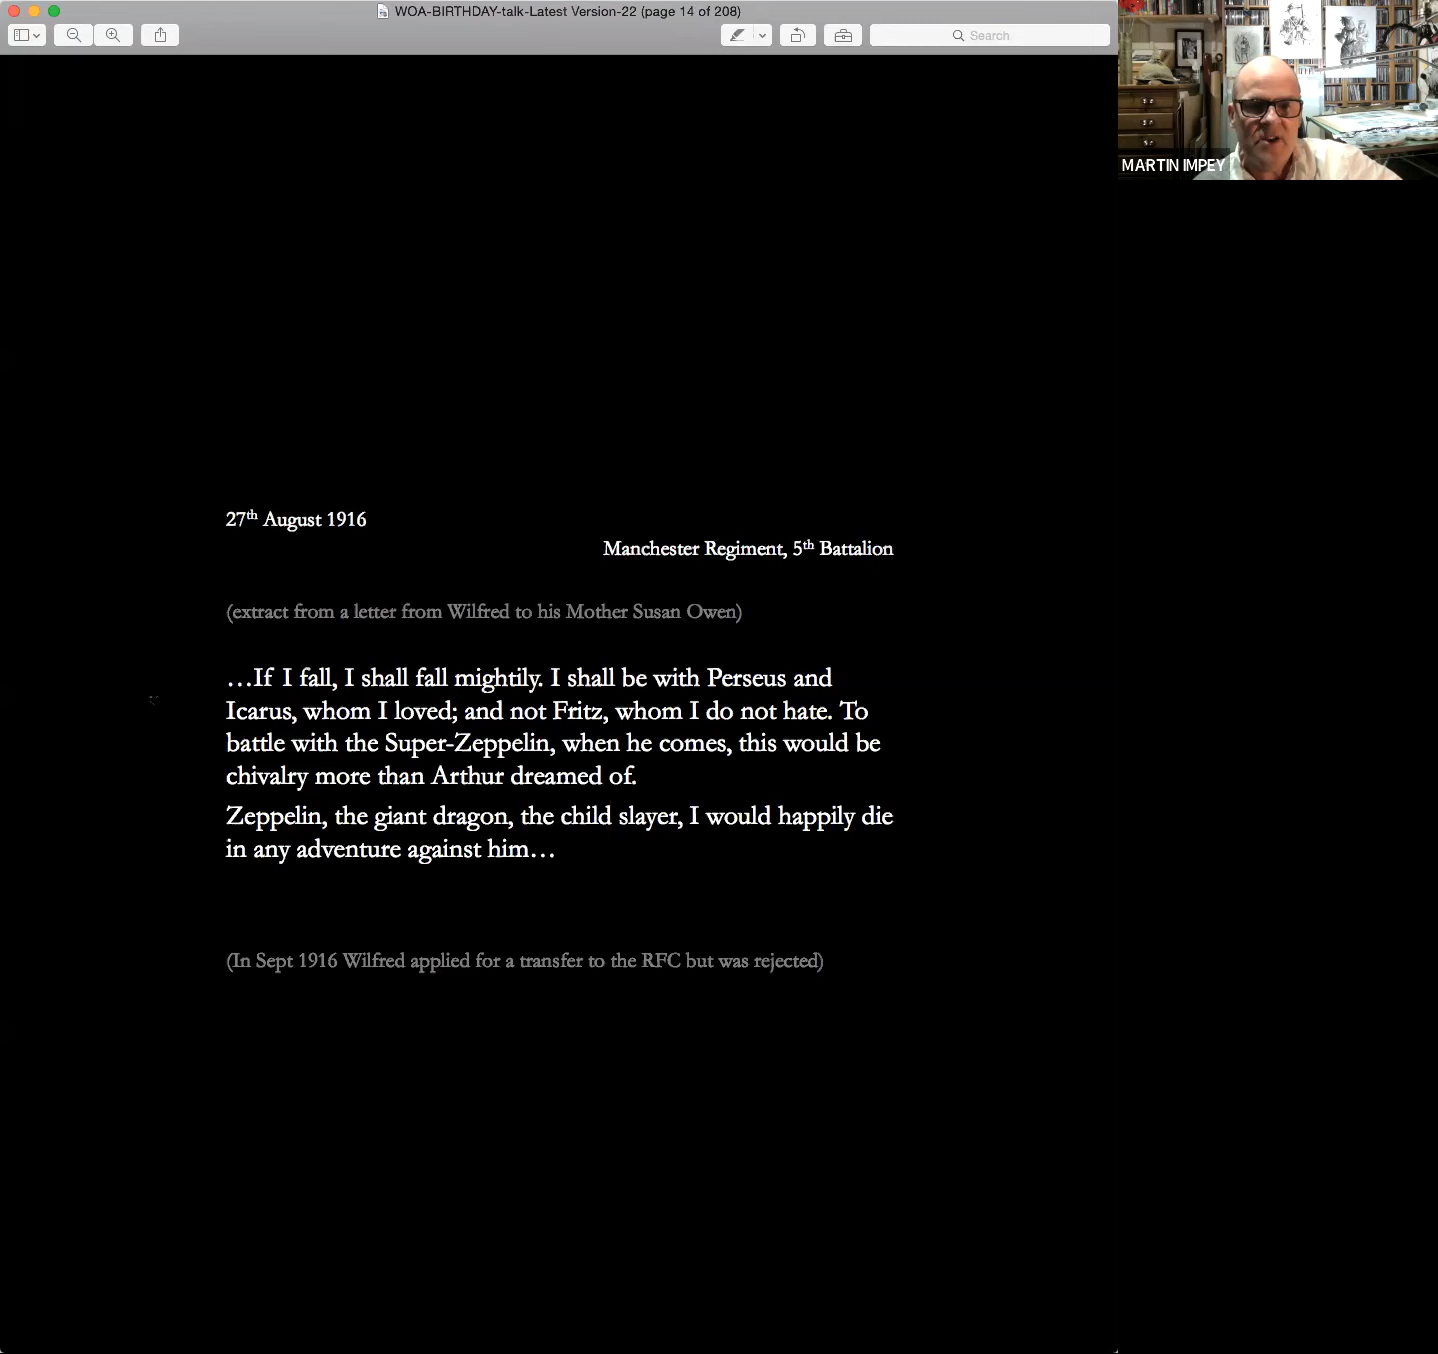 WOA-BIRTHDAY-talk-Latest Version-22 (page 14 of 208)
Search
MARTIN IMPEY
27th August 1916
Manchester Regiment, 5th Battalion
(extract from a letter from Wilfred to his Mother Susan Owen)
…If I fall, I shall fall mightily. I shall be with Perseus and
Icarus, whom I loved; and not Fritz, whom I do not hate. To
battle with the Super-Zeppelin, when he comes, this would be
chivalry more than Arthur dreamed of.
Zeppelin, the giant dragon, the child slayer, I would happily die
in any adventure against him…
(In Sept 1916 Wilfred applied for a transfer to the RFC but was rejected)